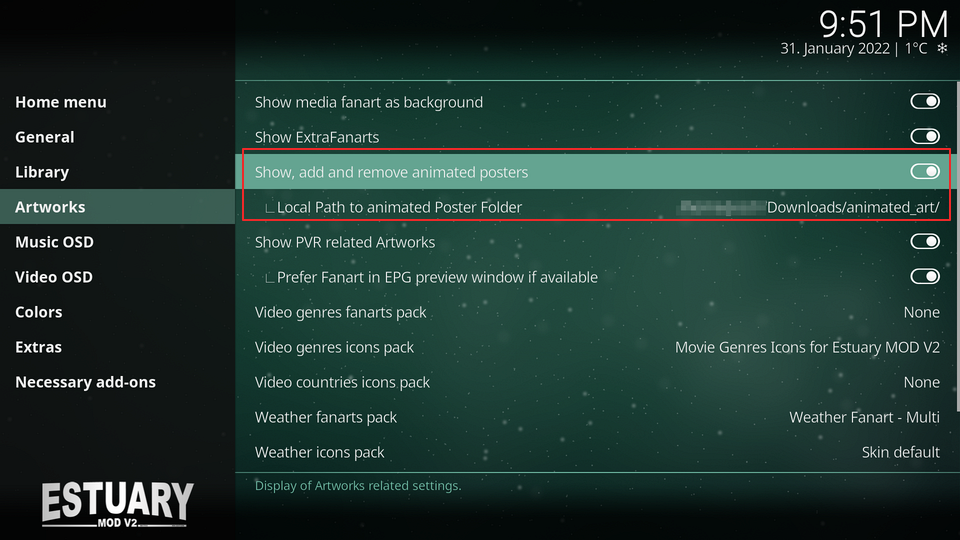 9:51 PM
31. January 2022 | 1°C
Home menu
General
Library
Artworks
Music OSD
Video OSD
Colors
Extras
Necessary add-ons
Show media fanart as background
Show ExtraFanarts
Show, add and remove animated posters
Local Path to animated Poster Folder /Downloads/animated_art/
Show PVR related Artworks
Prefer Fanart in EPG preview window if available
Video genres fanarts pack None
Video genres icons pack Movie Genres Icons for Estuary MOD V2
Video countries icons pack None
Weather fanarts pack Weather Fanart - Multi
Weather icons pack Skin default
Display of Artworks related settings.
ESTUARY
MOD V2